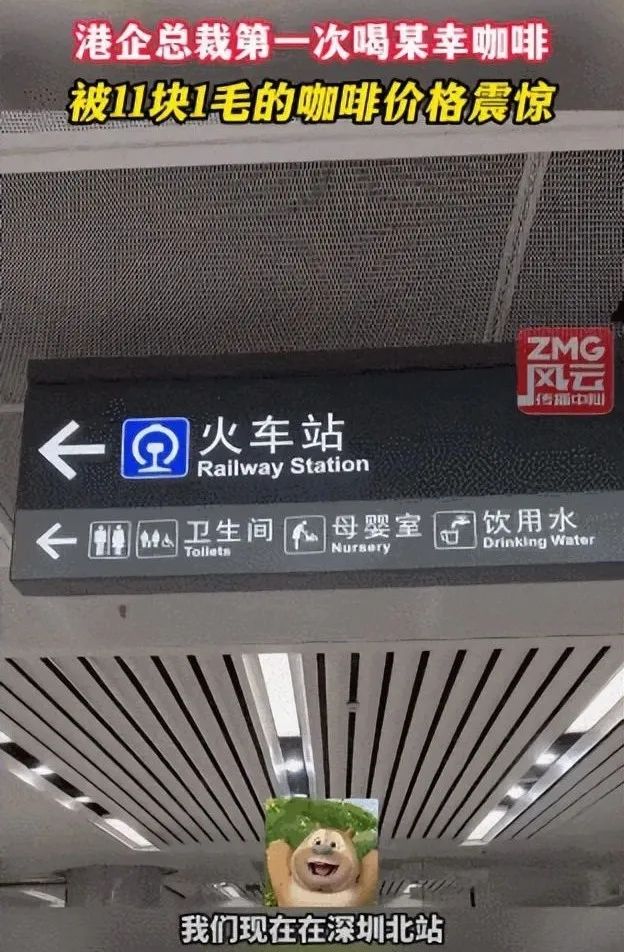 港企总裁第一次喝某幸咖啡
被11块1毛的咖啡价格震惊
ZMG
风云
传播中心
火车站
Railway Station
卫生间
Toilets
母婴室
Nursery
饮用水
Drinking Water
我们现在在深圳北站